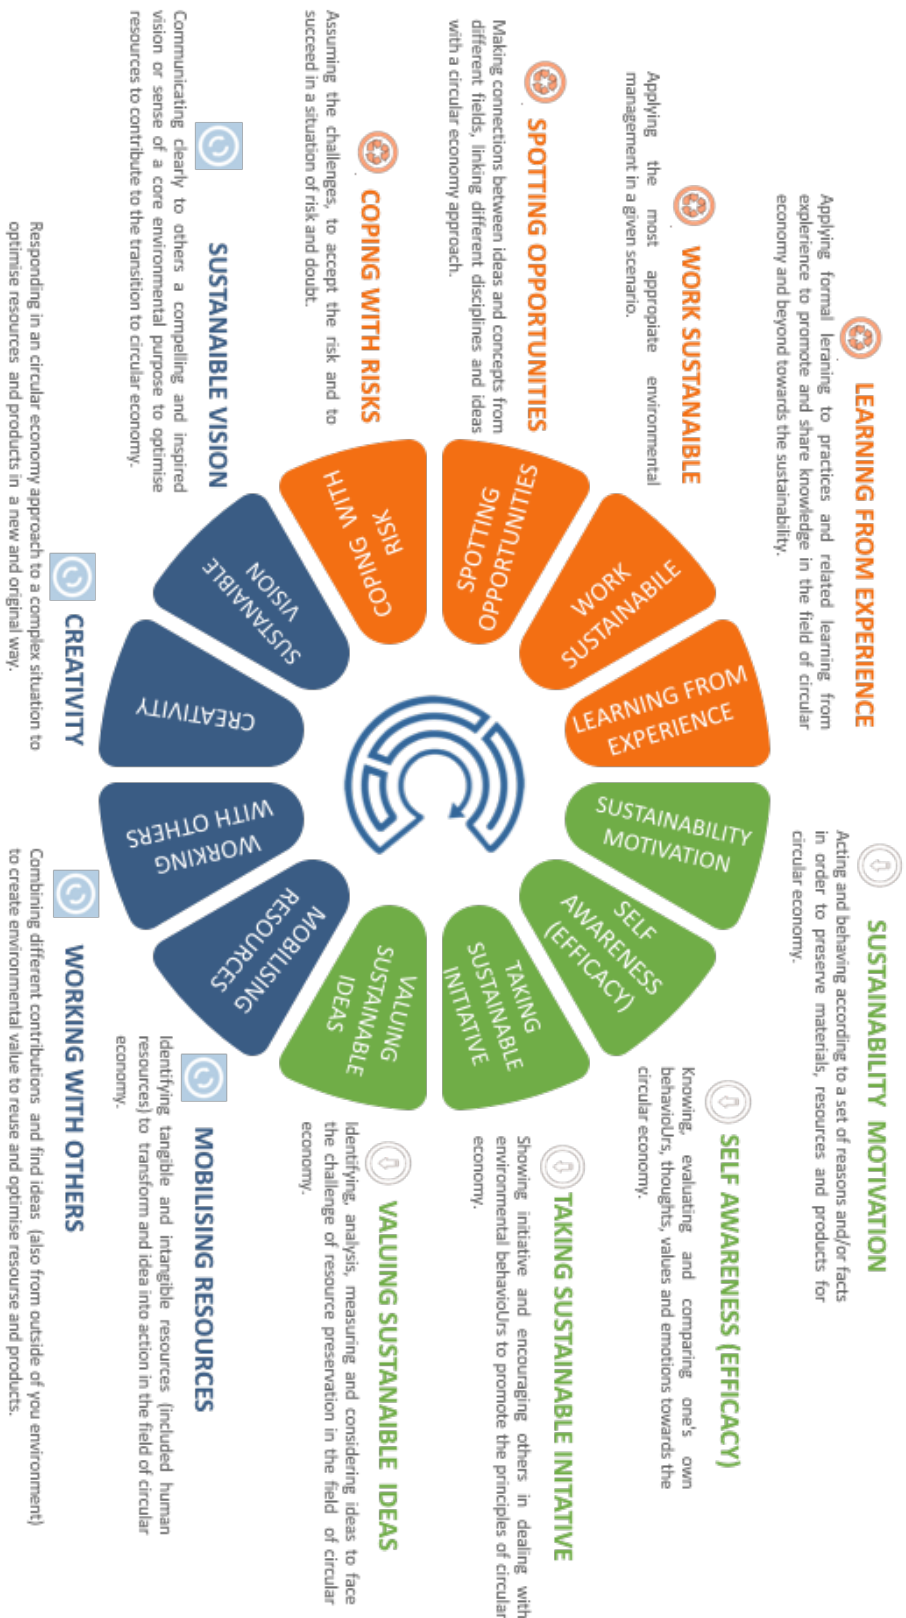 LEARNING FROM EXPERIENCE
Applying formal leraining to practices and related learning from
explerience to promote and share knowledge in the field of circular
economy and beyond towards the sustainability.
WORK SUSTANAIBLE
Applying the most appropiate environmental
management in a given scenario.
SPOTTING OPPORTUNITIES
Making connections between ideas and concepts from
different fields, linking different disciplines and ideas
with a circular economy approach.
COPING WITH RISKS
Assuming the challenges, to accept the risk and to
succeed in a situation of risk and doubt.
SUSTANAIBLE VISION
Communicating clearly to others a compelling and inspired
vision or sense of a core environmental purpose to optimise
resources to contribute to the transition to circular economy.
CREATIVITY
Responding in an circular economy approach to a complex situation to
optimise resources and products in a new and original way.
SUSTAINABILITY MOTIVATION
Acting and behaving according to a set of reasons and/or facts
in order to preserve materials, resources and products for
circular economy.
SELF AWARENESS (EFFICACY)
Knowing, evaluating and comparing one's own
behavioUrs, thoughts, values and emotions towards the
circular economy.
TAKING SUSTAINABLE INITATIVE
Showing initiative and encouraging others in dealing with
environmental behavioUrs to promote the principles of circular
economy.
VALUING SUSTANAIBLE IDEAS
Identifying, analysis, measuring and considering ideas to face
the challenge of resource preservation in the field of circular
economy.
MOBILISING RESOURCES
Identifying tangible and intangible resources (included human
resources) to transform and idea into action in the field of circular
economy.
WORKING WITH OTHERS
Combining different contributions and find ideas (also from outside of you environment)
to create environmental value to reuse and optimise resourse and products.
LEARNING FROM
EXPERIENCE
WORK
SUSTAINABILE
SPOTTING
OPPORTUNITIES
COPING WITH
RISK
SUSTANAIBLE
VISION
CREATIVITY
WORKING
WITH OTHERS
MOBILISING
RESOURCES
VALUING
SUSTAINABLE
IDEAS
TAKING
SUSTAINABLE
INITIATIVE
SELF
AWARENESS
(EFFICACY)
SUSTAINABILITY
MOTIVATION